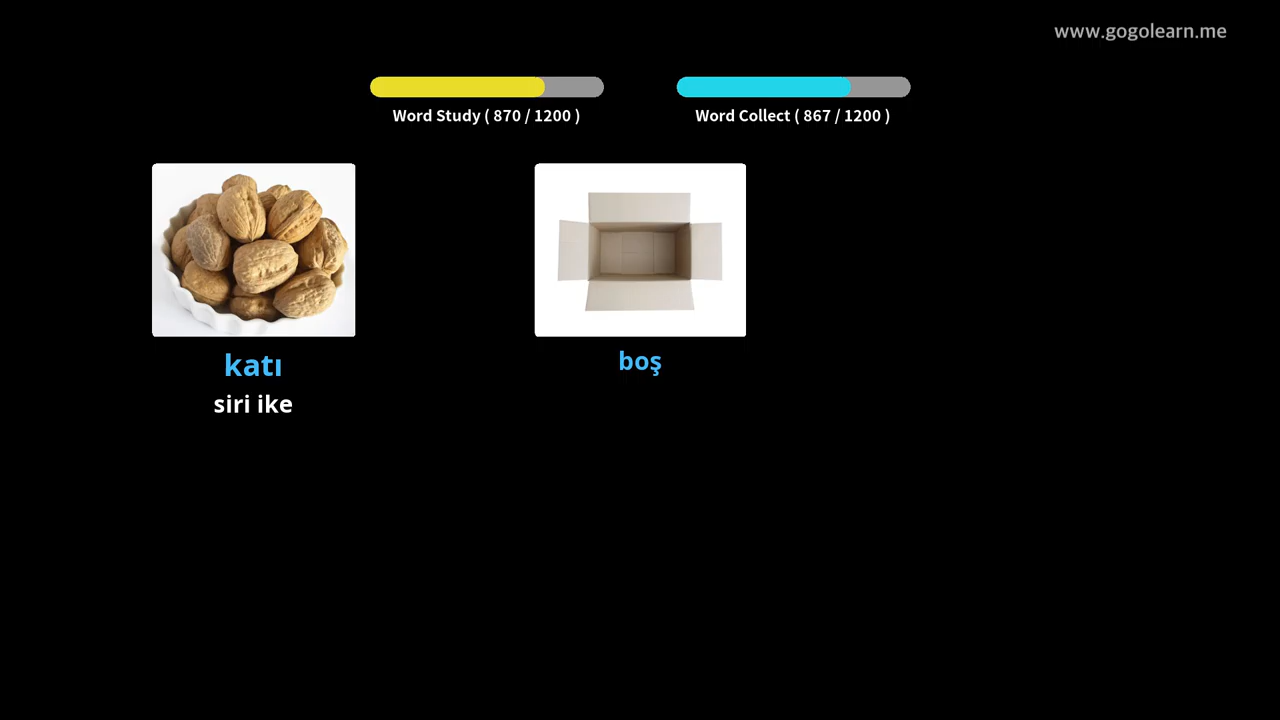 www.gogolearn.me
Word Study ( 870 / 1200 )
Word Collect ( 867 / 1200 )
katı
siri ike
boş